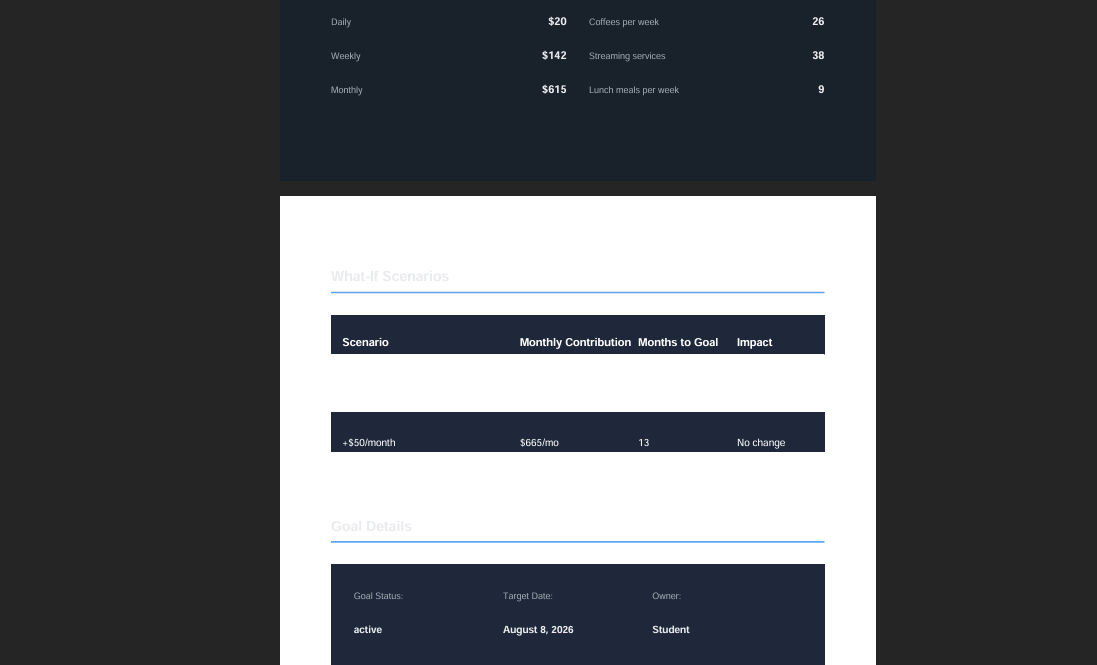 Daily $20 Coffees per week 26
Weekly $142 Streaming services 38
Monthly $615 Lunch meals per week 9
What-If Scenarios
Scenario Monthly Contribution Months to Goal Impact
+$50/month $665/mo 13 No change
Goal Details
Goal Status: Target Date: Owner:
active August 8, 2026 Student